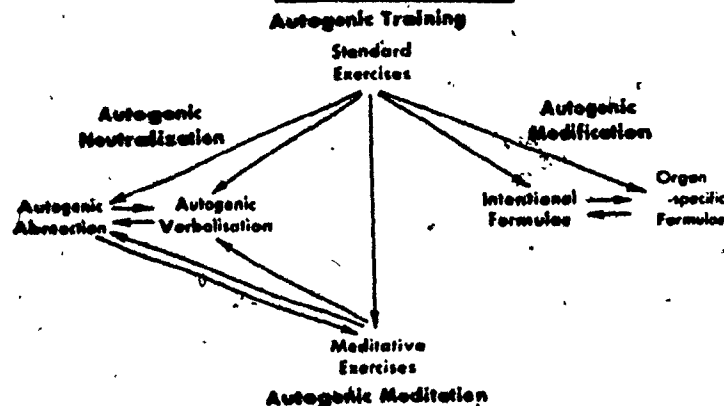 Autogenic Training
Standard
Exercises
Autogenic
Neutralization
Autogenic
Modification
Autogenic
Abreaction
Autogenic
Verbalisation
Intentional
Formulae
Organ
-specific
Formulae
Meditative
Exercises
Autogenic Meditation